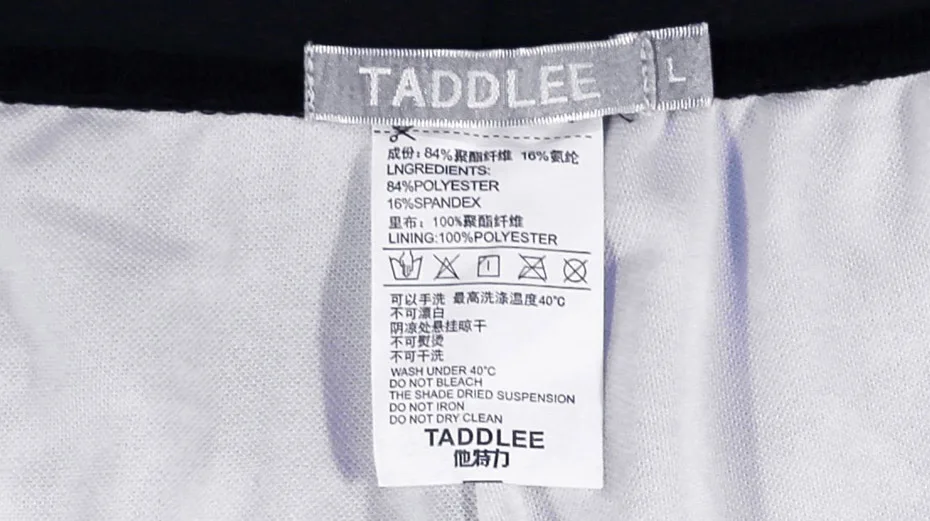 TADDLEE L
成份：84%聚酯纤维 16%氨纶
LNGREDIENTS:
84%POLYESTER
16%SPANDEX
里布：100%聚酯纤维
LINING:100%POLYESTER
可以手洗 最高洗涤温度40℃
不可漂白
阴凉处悬挂晾干
不可熨烫
不可干洗
WASH UNDER 40℃
DO NOT BLEACH
THE SHADE DRIED SUSPENSION
DO NOT IRON
DO NOT DRY CLEAN
TADDLEE
他特力